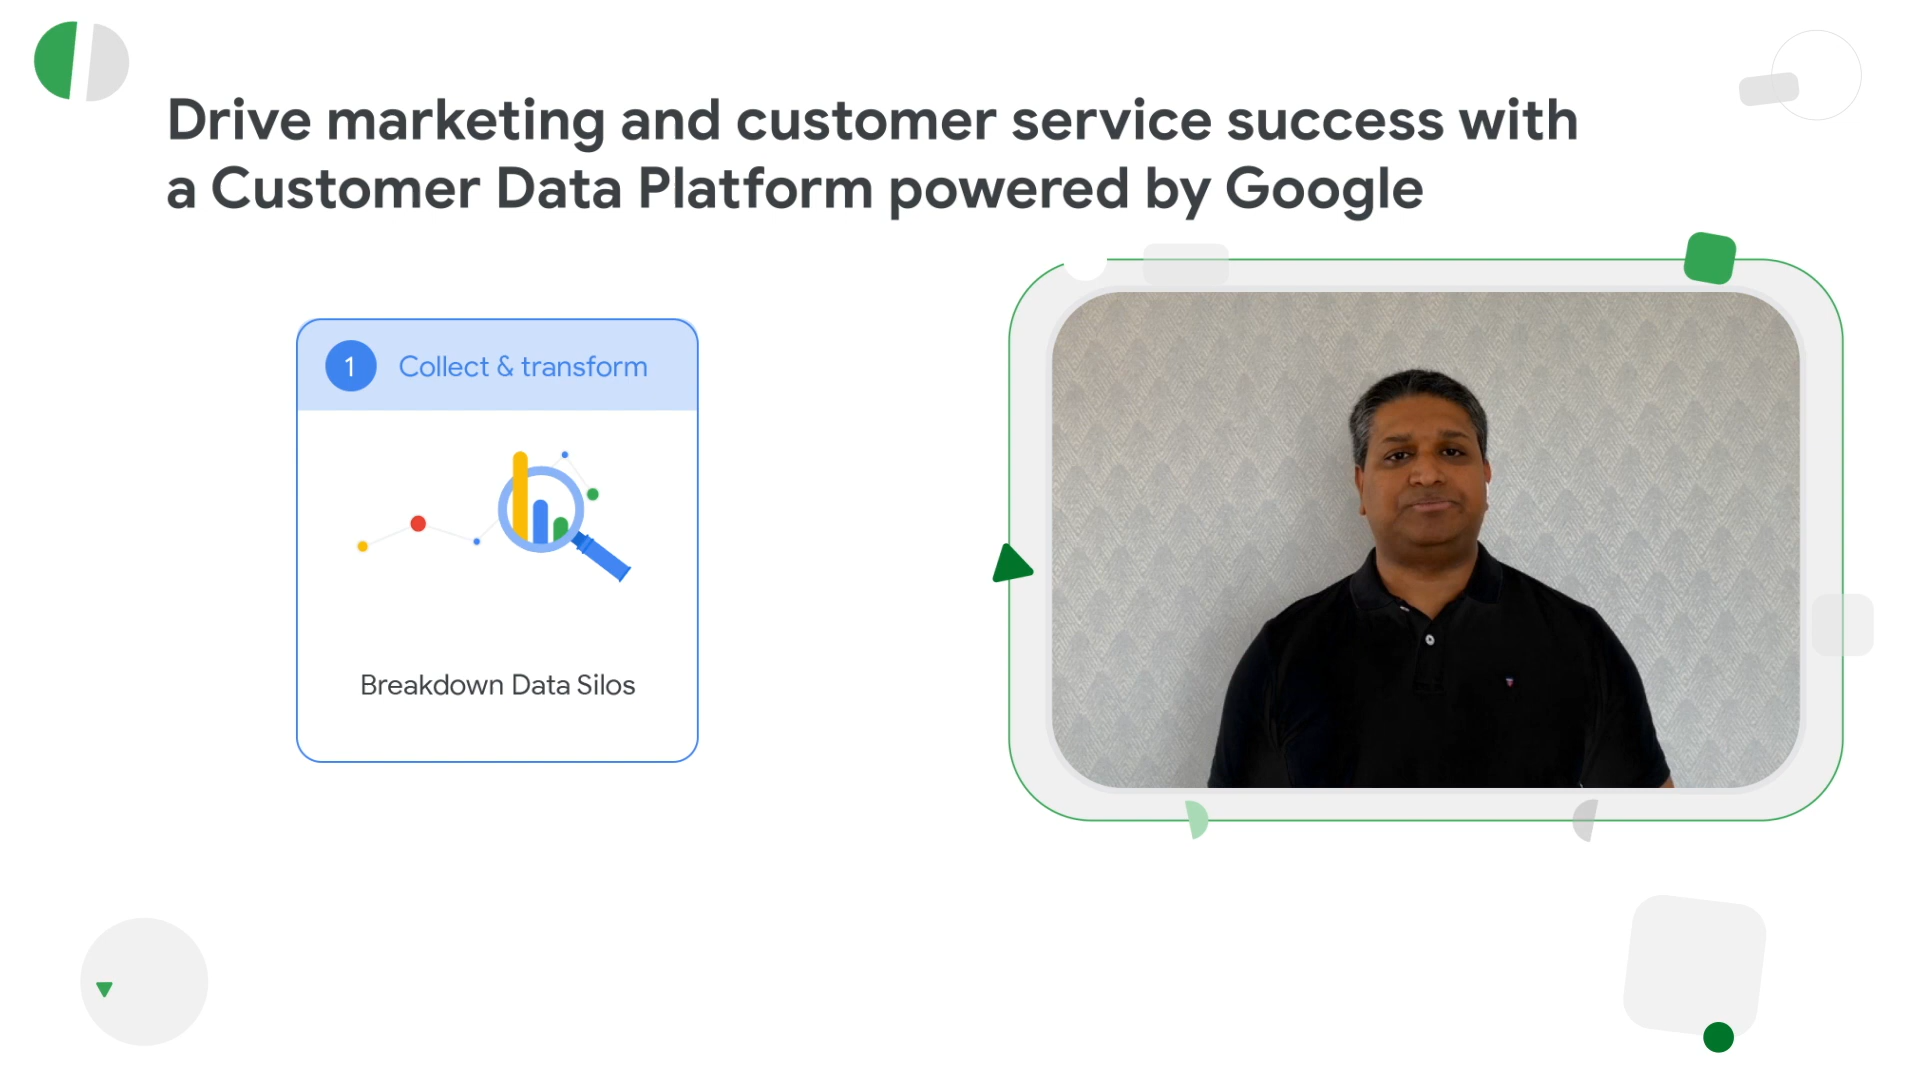 Drive marketing and customer service success with
a Customer Data Platform powered by Google
1 Collect & transform
Breakdown Data Silos